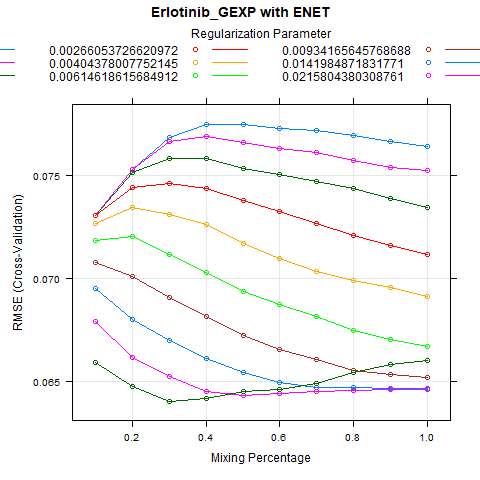 Erlotinib_GEXP with ENET
Regularization Parameter
0.00266053726620972 0.00934165645768688
0.00404378007752145 0.0141984871831771
0.00614618615684912 0.0215804380308761
0.075
0.070
0.065
RMSE (Cross-Validation)
0.2 0.4 0.6 0.8 1.0
Mixing Percentage